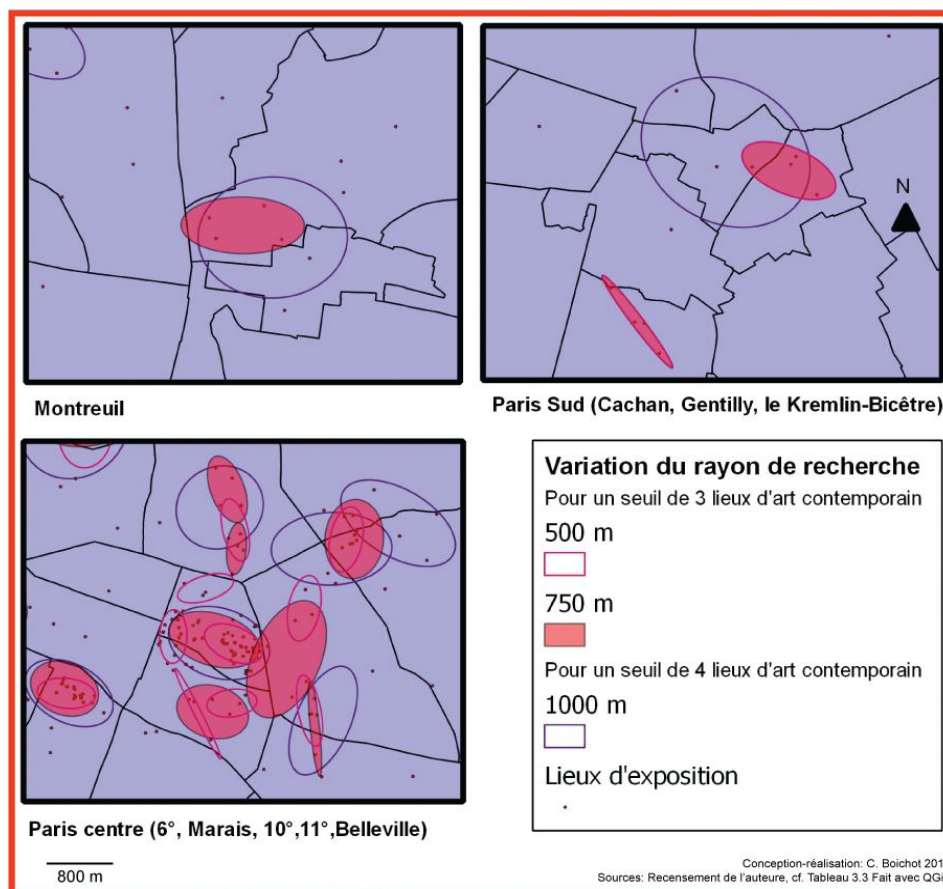 Montreuil
Paris Sud (Cachan, Gentilly, le Kremlin-Bicêtre)
N
Paris centre (6°, Marais, 10°,11°,Belleville)
800 m
Variation du rayon de recherche
Pour un seuil de 3 lieux d'art contemporain
500 m
750 m
Pour un seuil de 4 lieux d'art contemporain
1000 m
Lieux d'exposition
Conception-réalisation: C. Boichot 201
Sources: Recensement de l'auteure, cf. Tableau 3.3 Fait avec QGi